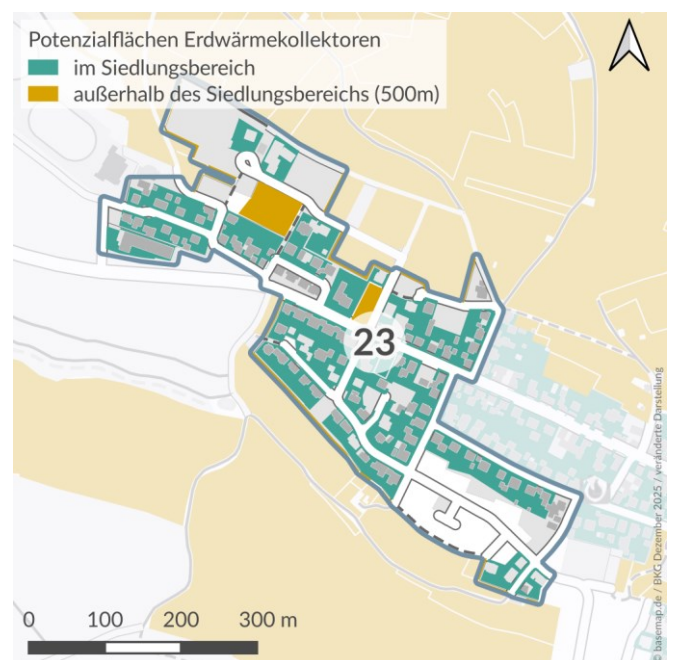 Potenzialflächen Erdwärmekollektoren
im Siedlungsbereich
außerhalb des Siedlungsbereichs (500m)
23
© basemap.de / BKG Dezember 2025 / veränderte Darstellung
0 100 200 300 m